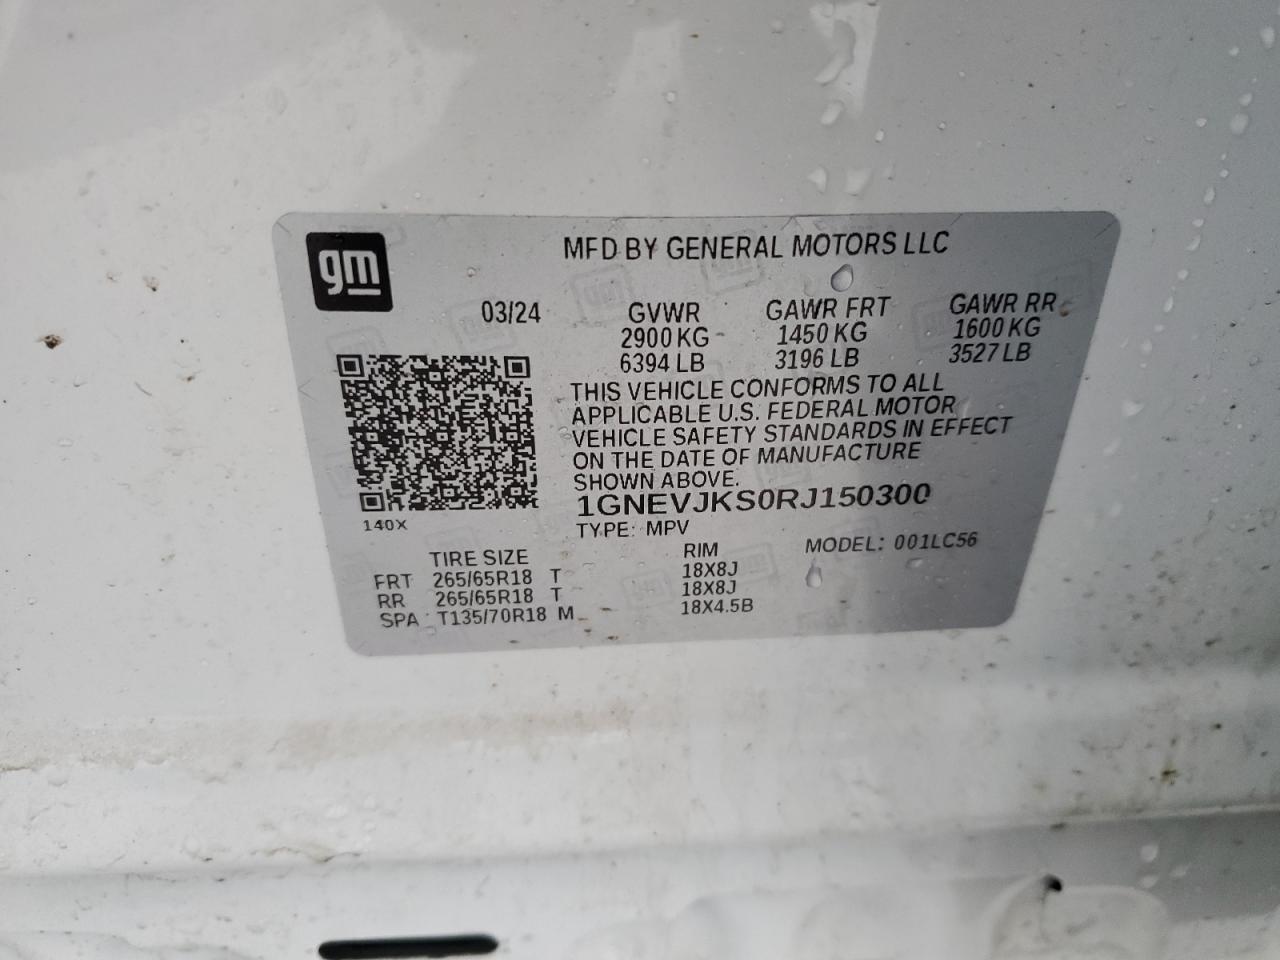 gm
MFD BY GENERAL MOTORS LLC
03/24 GVWR GAWR FRT GAWR RR
2900 KG 1450 KG 1600 KG
6394 LB 3196 LB 3527 LB
THIS VEHICLE CONFORMS TO ALL
APPLICABLE U.S. FEDERAL MOTOR
VEHICLE SAFETY STANDARDS IN EFFECT
ON THE DATE OF MANUFACTURE
SHOWN ABOVE.
1GNEVJKS0RJ150300
140X
TYPE: MPV
MODEL: 001LC56
TIRE SIZE RIM
FRT 265/65R18 T 18X8J
RR 265/65R18 T 18X8J
SPA T135/70R18 M 18X4.5B